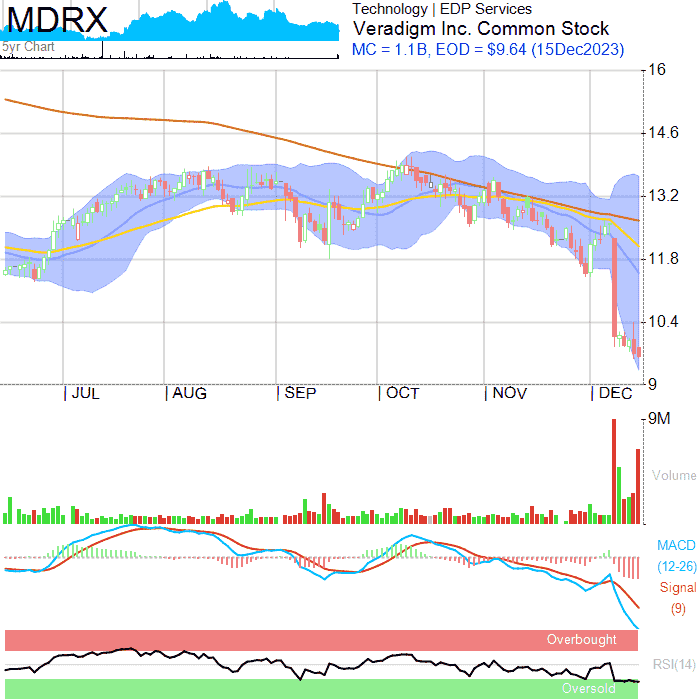 MDRX
5yr Chart
Technology | EDP Services
Veradigm Inc. Common Stock
MC = 1.1B, EOD = $9.64 (15Dec2023)
16
14.6
13.2
11.8
10.4
9
JUL
AUG
SEP
OCT
NOV
DEC
9M
Volume
MACD
(12-26)
Signal
(9)
Overbought
RSI(14)
Oversold